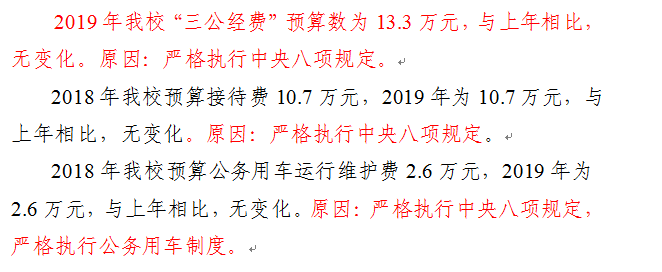 2019 年我校“三公经费”预算数为 13.3 万元，与上年相比，
无变化。原因：严格执行中央八项规定。
2018 年我校预算接待费 10.7 万元，2019 年为 10.7 万元，与
上年相比，无变化。原因：严格执行中央八项规定。
2018 年我校预算公务用车运行维护费 2.6 万元，2019 年为
2.6 万元，与上年相比，无变化。原因：严格执行中央八项规定，
严格执行公务用车制度。